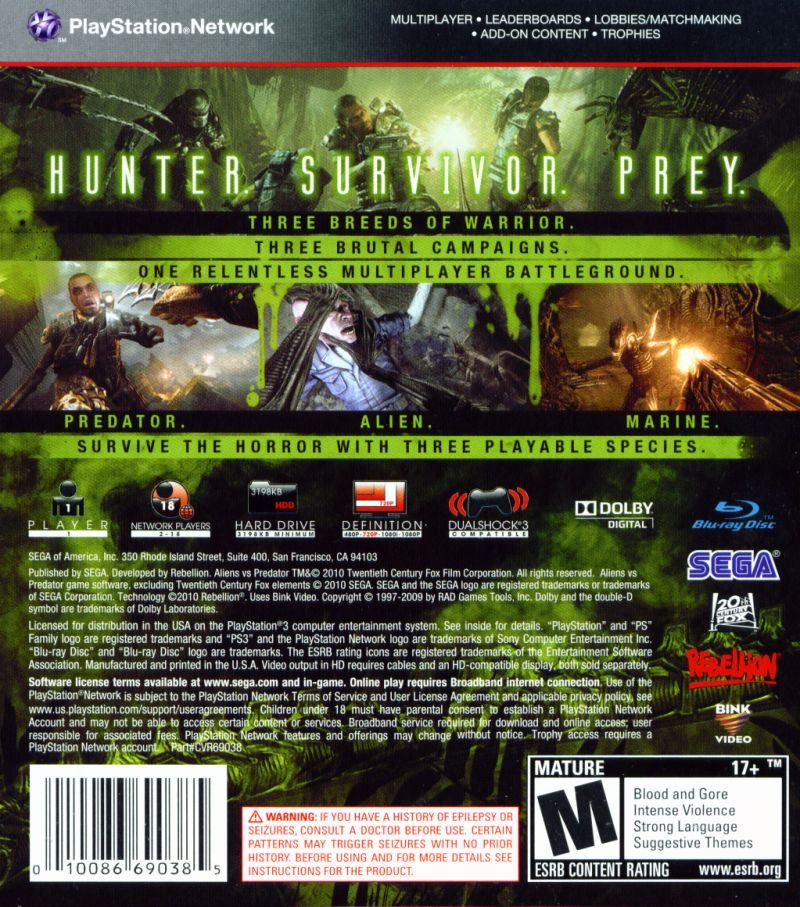 PlayStation®Network
SM
MULTIPLAYER • LEADERBOARDS • LOBBIES/MATCHMAKING
• ADD-ON CONTENT • TROPHIES
HUNTER. SURVIVOR. PREY.
THREE BREEDS OF WARRIOR.
THREE BRUTAL CAMPAIGNS.
ONE RELENTLESS MULTIPLAYER BATTLEGROUND.
PREDATOR. ALIEN. MARINE.
SURVIVE THE HORROR WITH THREE PLAYABLE SPECIES.
1
PLAYER
1
18
NETWORK PLAYERS
2-18
3198KB
HDD
HARD DRIVE
3198KB MINIMUM
720P
DEFINITION
480P·720P·1080i·1080P
DUALSHOCK®3
COMPATIBLE
DOLBY
DIGITAL
Blu-ray Disc™
SEGA of America, Inc. 350 Rhode Island Street, Suite 400, San Francisco, CA 94103
Published by SEGA. Developed by Rebellion. Aliens vs Predator TM&© 2010 Twentieth Century Fox Film Corporation. All rights reserved. Aliens vs
Predator game software, excluding Twentieth Century Fox elements © 2010 SEGA. SEGA and the SEGA logo are registered trademarks or trademarks
of SEGA Corporation. Technology ©2010 Rebellion®. Uses Bink Video. Copyright © 1997-2009 by RAD Games Tools, Inc. Dolby and the double-D
symbol are trademarks of Dolby Laboratories.
Licensed for distribution in the USA on the PlayStation®3 computer entertainment system. See inside for details. “PlayStation” and “PS”
Family logo are registered trademarks and “PS3” and the PlayStation Network logo are trademarks of Sony Computer Entertainment Inc.
“Blu-ray Disc” and “Blu-ray Disc” logo are trademarks. The ESRB rating icons are registered trademarks of the Entertainment Software
Association. Manufactured and printed in the U.S.A. Video output in HD requires cables and an HD-compatible display, both sold separately.
Software license terms available at www.sega.com and in-game. Online play requires Broadband internet connection. Use of the
PlayStation®Network is subject to the PlayStation Network Terms of Service and User License Agreement and applicable privacy policy, see
www.us.playstation.com/support/useragreements. Children under 18 must have parental consent to establish a PlayStation Network
Account and may not be able to access certain content or services. Broadband service required for download and online access; user
responsible for associated fees. PlayStation Network features and offerings may change without notice. Trophy access requires a
PlayStation Network account. Part#CVR69038
SEGA®
20th
CENTURY
FOX
REBELLION
BINK
VIDEO
0 10086 69038 5
WARNING: IF YOU HAVE A HISTORY OF EPILEPSY OR
SEIZURES, CONSULT A DOCTOR BEFORE USE. CERTAIN
PATTERNS MAY TRIGGER SEIZURES WITH NO PRIOR
HISTORY. BEFORE USING AND FOR MORE DETAILS SEE
INSTRUCTIONS FOR THE PRODUCT.
MATURE 17+ ™
M
Blood and Gore
Intense Violence
Strong Language
Suggestive Themes
ESRB CONTENT RATING www.esrb.org